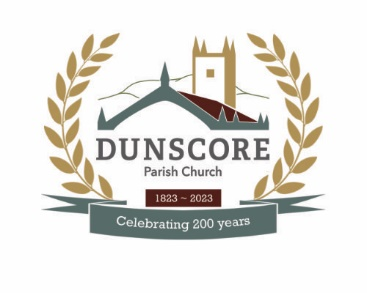 DUNSCORE
Parish Church
1823 ~ 2023
Celebrating 200 years